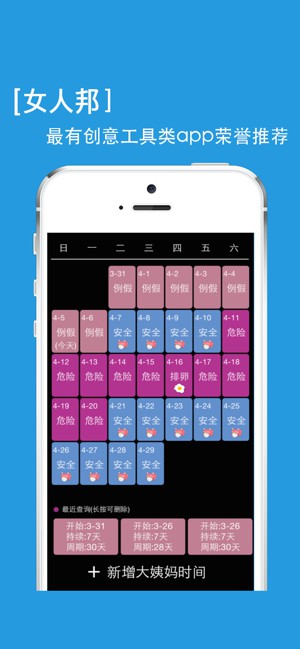 [女人邦]
最有创意工具类app荣誉推荐
日 一 二 三 四 五 六
3-31 4-1 4-2 4-3 4-4
例假 例假 例假 例假 例假
4-5 4-6 4-7 4-8 4-9 4-10 4-11
例假 例假 安全 安全 安全 安全 危险
(今天)
4-12 4-13 4-14 4-15 4-16 4-17 4-18
危险 危险 危险 危险 排卵 危险 危险
4-19 4-20 4-21 4-22 4-23 4-24 4-25
危险 危险 安全 安全 安全 安全 安全
4-26 4-27 4-28 4-29
安全 安全 安全 安全
最近查询(长按可删除)
开始:3-31 开始:3-26 开始:3-26
持续:7天 持续:7天 持续:7天
周期:30天 周期:28天 周期:30天
+ 新增大姨妈时间